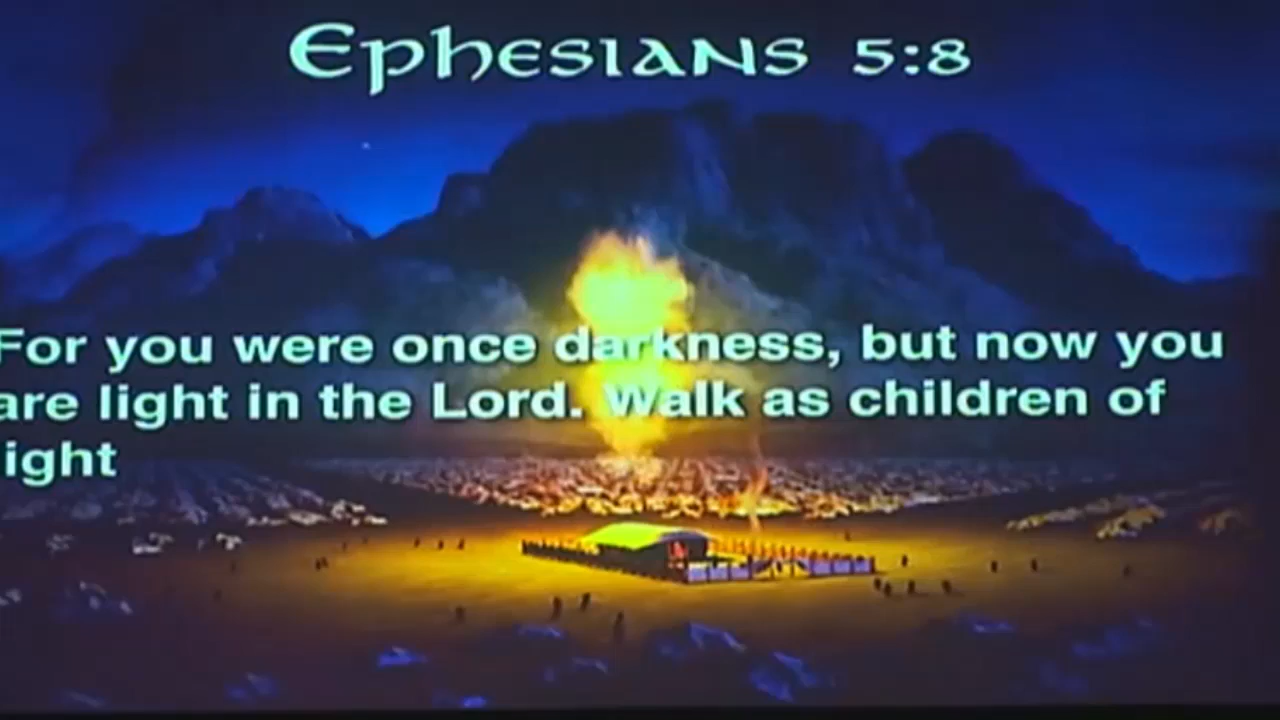 Ephesians 5:8
For you were once darkness, but now you
are light in the Lord. Walk as children of
light